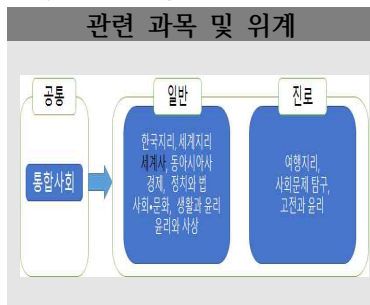 관련 과목 및 위계
공통
일반
진로
통합사회
한국지리, 세계지리
세계사, 동아시아사
경제, 정치와 법
사회•문화, 생활과 윤리
윤리와 사상
여행지리,
사회문제 탐구,
고전과 윤리